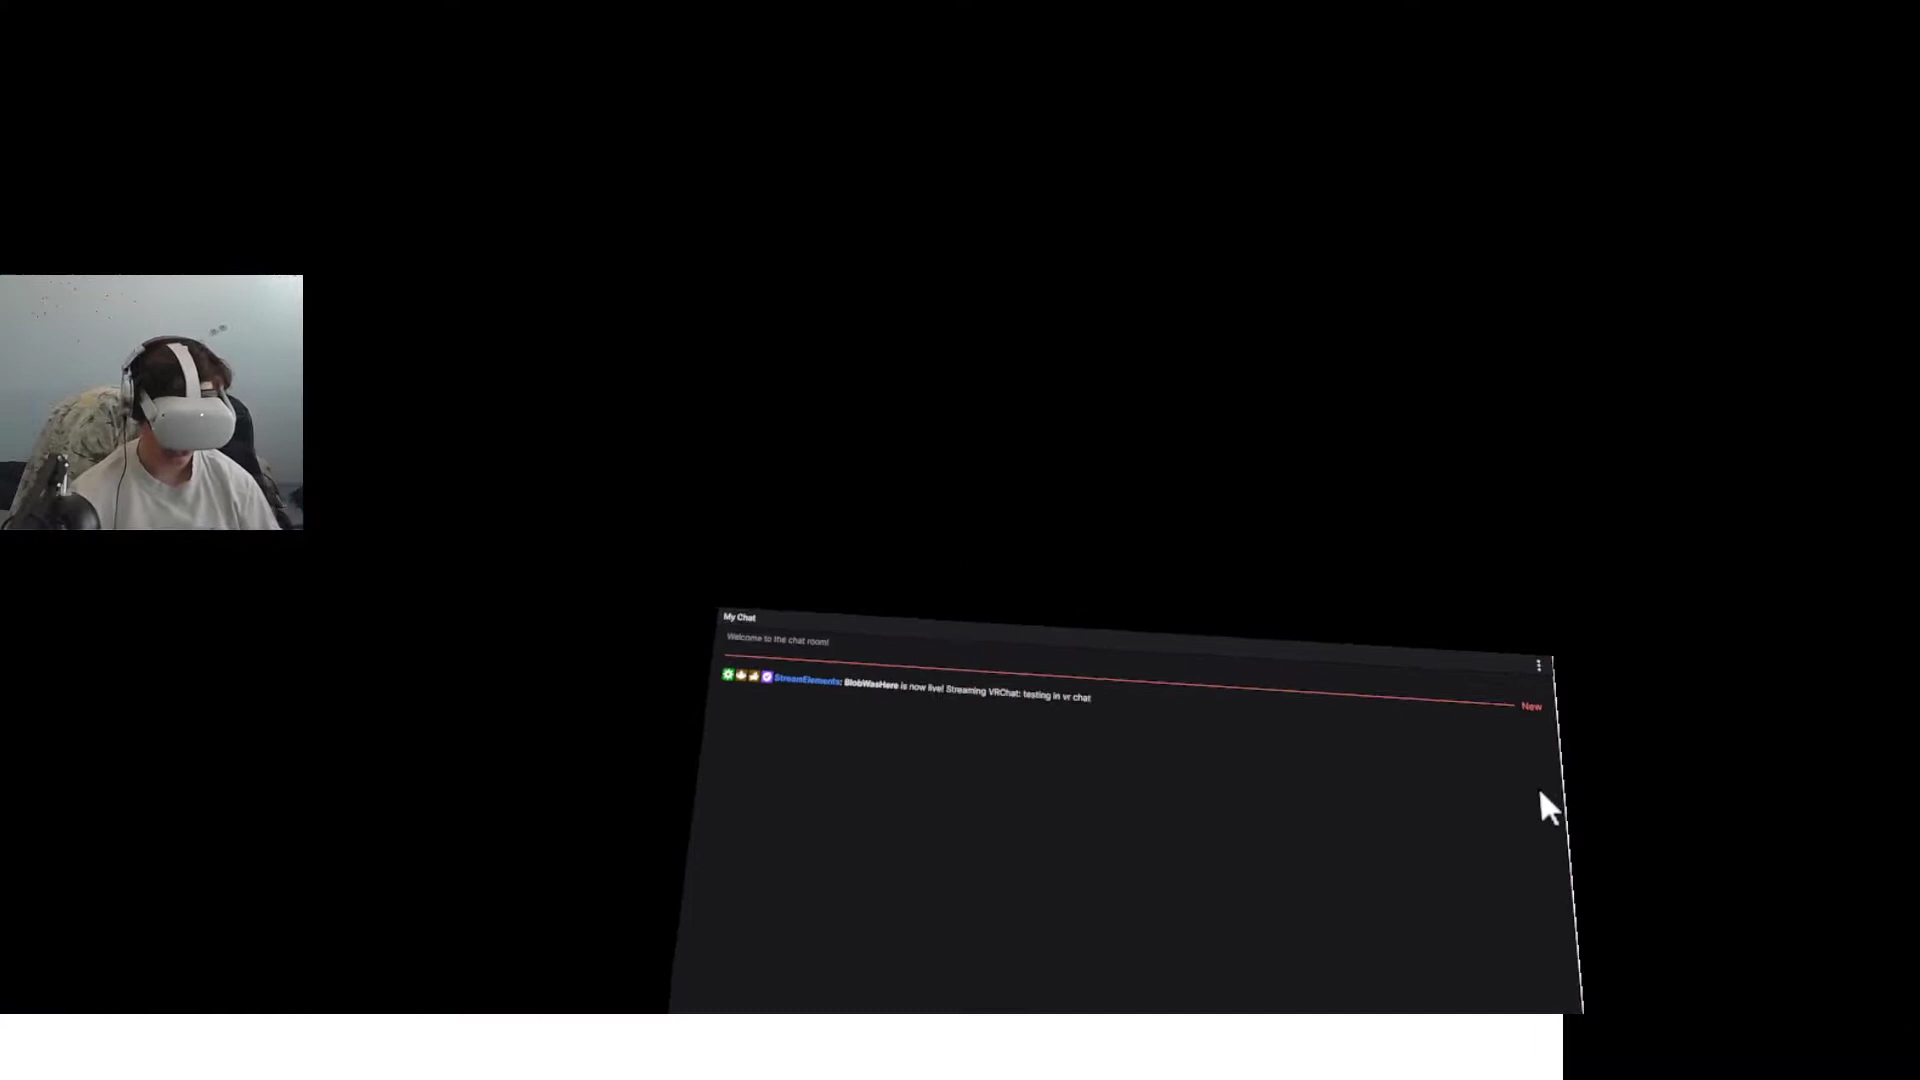 My Chat
Welcome to the chat room!
New
StreamElements: BlobWasHere is now live! Streaming VRChat: testing in vr chat